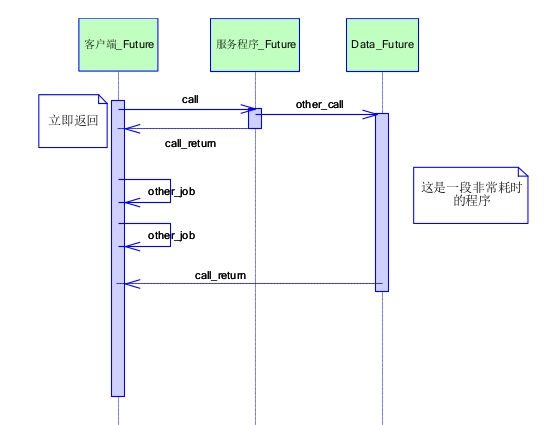 客户端_Future
服务程序_Future
Data_Future
call
other_call
立即返回
call_return
这是一段非常耗时
的程序
other_job
other_job
call_return